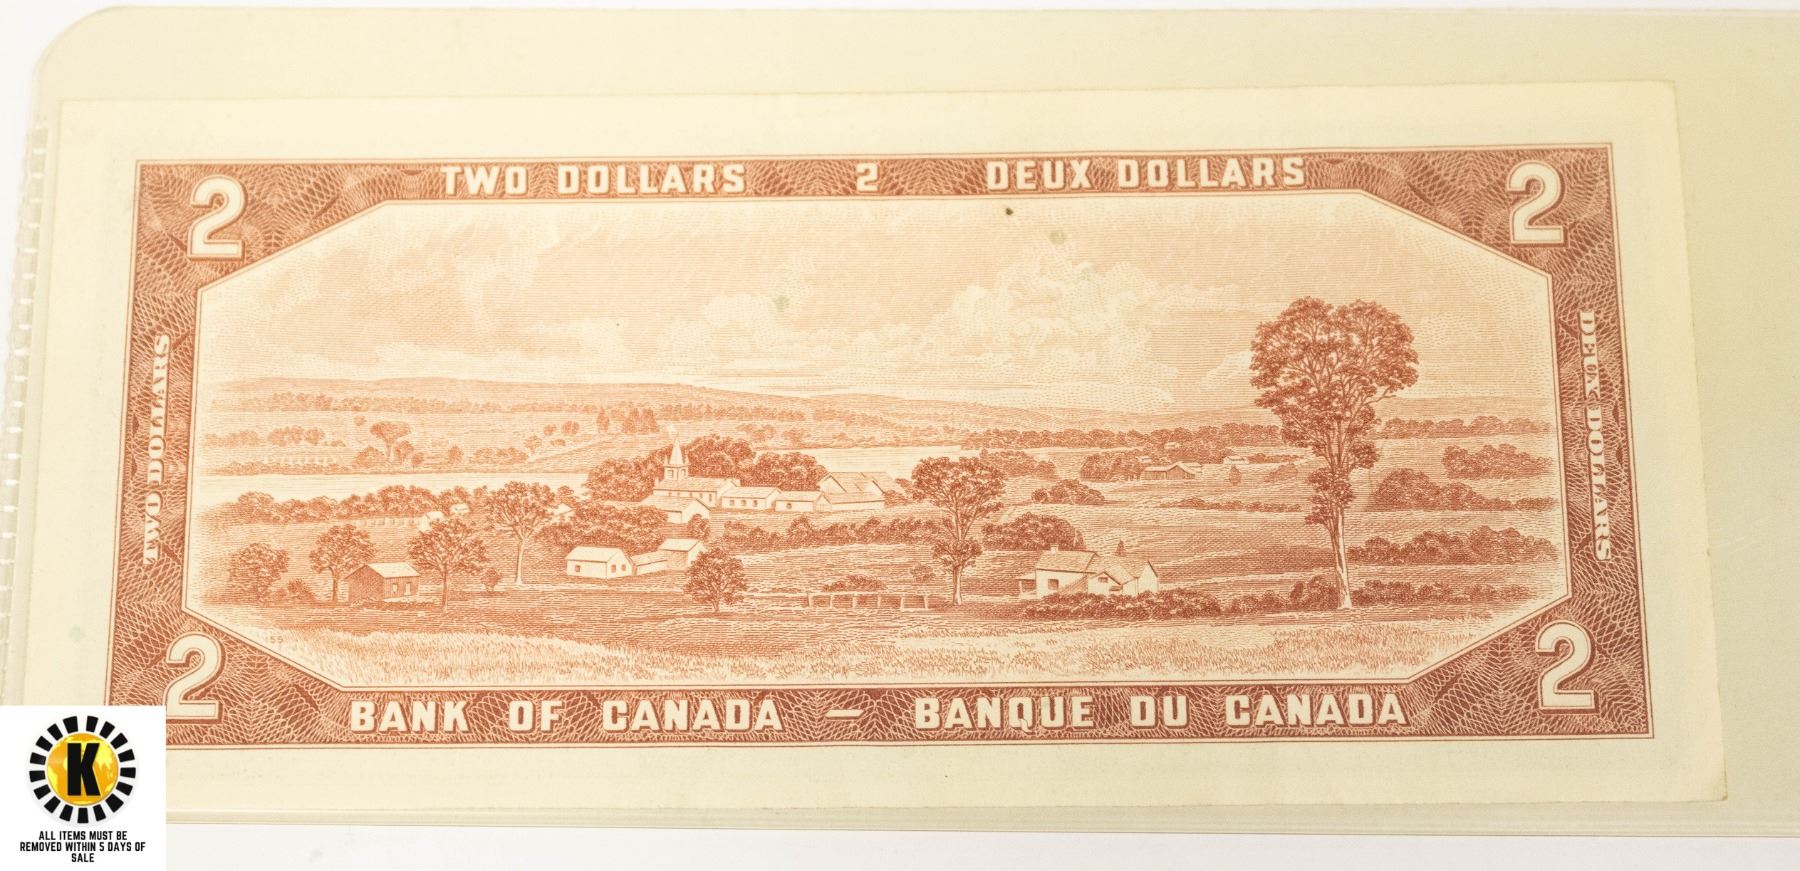 TWO DOLLARS 2 DEUX DOLLARS
2 2
TWO DOLLARS
DEUX DOLLARS
155
2 2
BANK OF CANADA — BANQUE DU CANADA
K
ALL ITEMS MUST BE
REMOVED WITHIN 5 DAYS OF
SALE